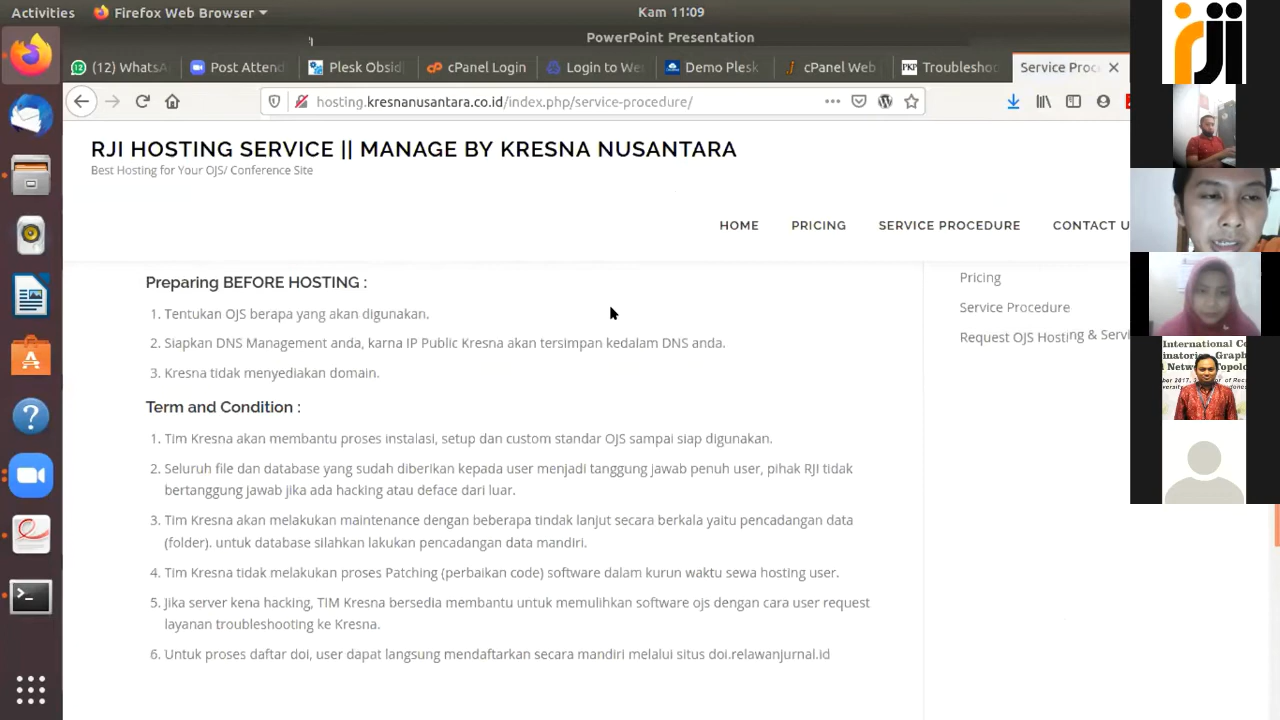 Activities Firefox Web Browser Kam 11:09
PowerPoint Presentation
(12) WhatsA Post Attend Plesk Obsid cPanel Login Login to We Demo Plesk cPanel Web Troublesho Service Proc
hosting.kresnanusantara.co.id/index.php/service-procedure/
RJI HOSTING SERVICE || MANAGE BY KRESNA NUSANTARA
Best Hosting for Your OJS/ Conference Site
HOME PRICING SERVICE PROCEDURE CONTACT U
Preparing BEFORE HOSTING :
1. Tentukan OJS berapa yang akan digunakan.
2. Siapkan DNS Management anda, karna IP Public Kresna akan tersimpan kedalam DNS anda.
3. Kresna tidak menyediakan domain.
Term and Condition :
1. Tim Kresna akan membantu proses instalasi, setup dan custom standar OJS sampai siap digunakan.
2. Seluruh file dan database yang sudah diberikan kepada user menjadi tanggung jawab penuh user, pihak RJI tidak
bertanggung jawab jika ada hacking atau deface dari luar.
3. Tim Kresna akan melakukan maintenance dengan beberapa tindak lanjut secara berkala yaitu pencadangan data
(folder). untuk database silahkan lakukan pencadangan data mandiri.
4. Tim Kresna tidak melakukan proses Patching (perbaikan code) software dalam kurun waktu sewa hosting user.
5. Jika server kena hacking, TIM Kresna bersedia membantu untuk memulihkan software ojs dengan cara user request
layanan troubleshooting ke Kresna.
6. Untuk proses daftar doi, user dapat langsung mendaftarkan secara mandiri melalui situs doi.relawanjurnal.id
Pricing
Service Procedure
Request OJS Hosting & Servi
rji
International Co
inatorics, Graph
Network Topolo